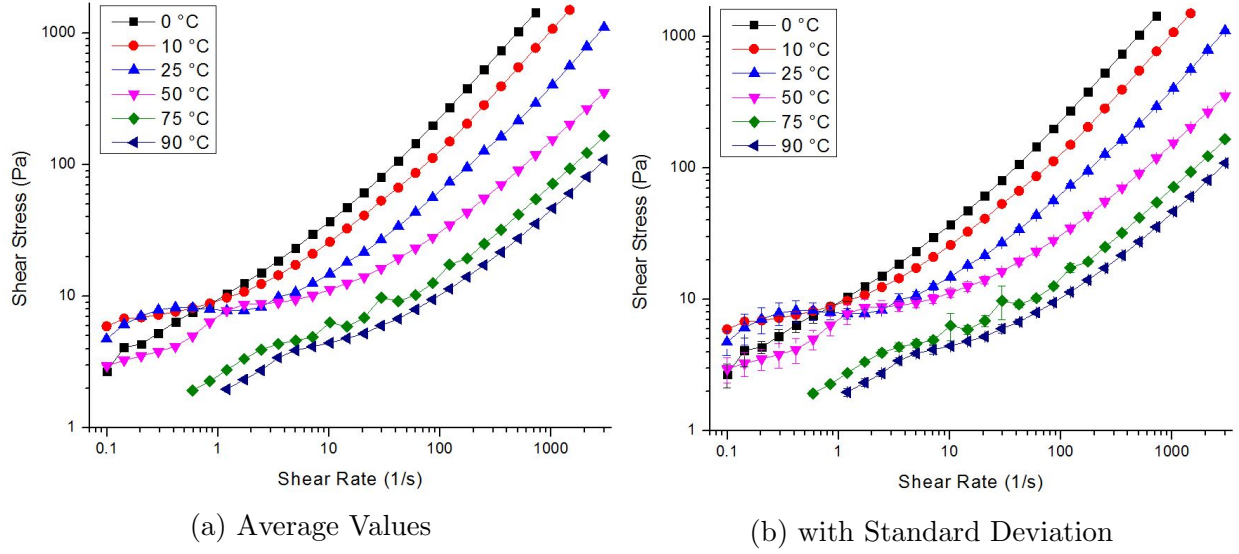 0 °C
10 °C
25 °C
50 °C
75 °C
90 °C
1000
100
10
1
Shear Stress (Pa)
0.1 1 10 100 1000
Shear Rate (1/s)
(a) Average Values
0 °C
10 °C
25 °C
50 °C
75 °C
90 °C
1000
100
10
1
Shear Stress (Pa)
0.1 1 10 100 1000
Shear Rate (1/s)
(b) with Standard Deviation